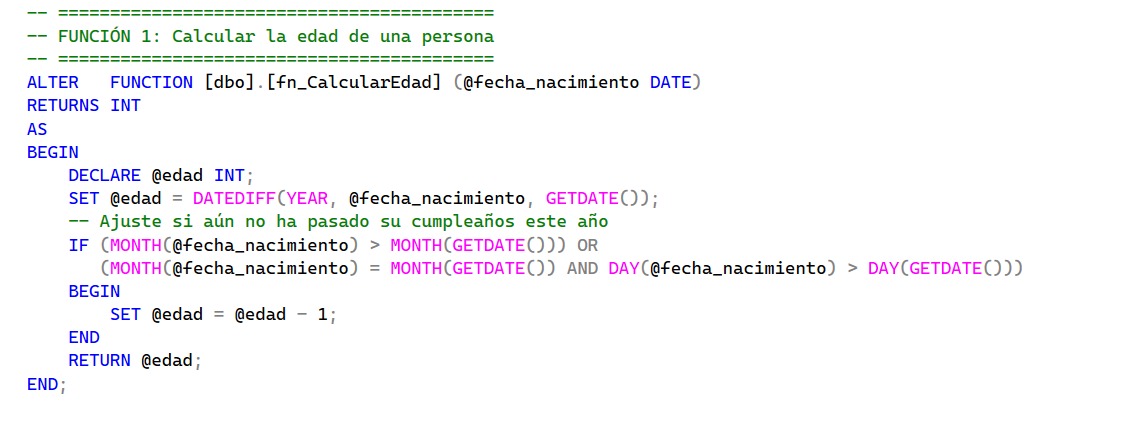 -- ==========================================
-- FUNCIÓN 1: Calcular la edad de una persona
-- ==========================================
ALTER   FUNCTION [dbo].[fn_CalcularEdad] (@fecha_nacimiento DATE)
RETURNS INT
AS
BEGIN
    DECLARE @edad INT;
    SET @edad = DATEDIFF(YEAR, @fecha_nacimiento, GETDATE());
    -- Ajuste si aún no ha pasado su cumpleaños este año
    IF (MONTH(@fecha_nacimiento) > MONTH(GETDATE())) OR
       (MONTH(@fecha_nacimiento) = MONTH(GETDATE()) AND DAY(@fecha_nacimiento) > DAY(GETDATE()))
    BEGIN
        SET @edad = @edad - 1;
    END
    RETURN @edad;
END;